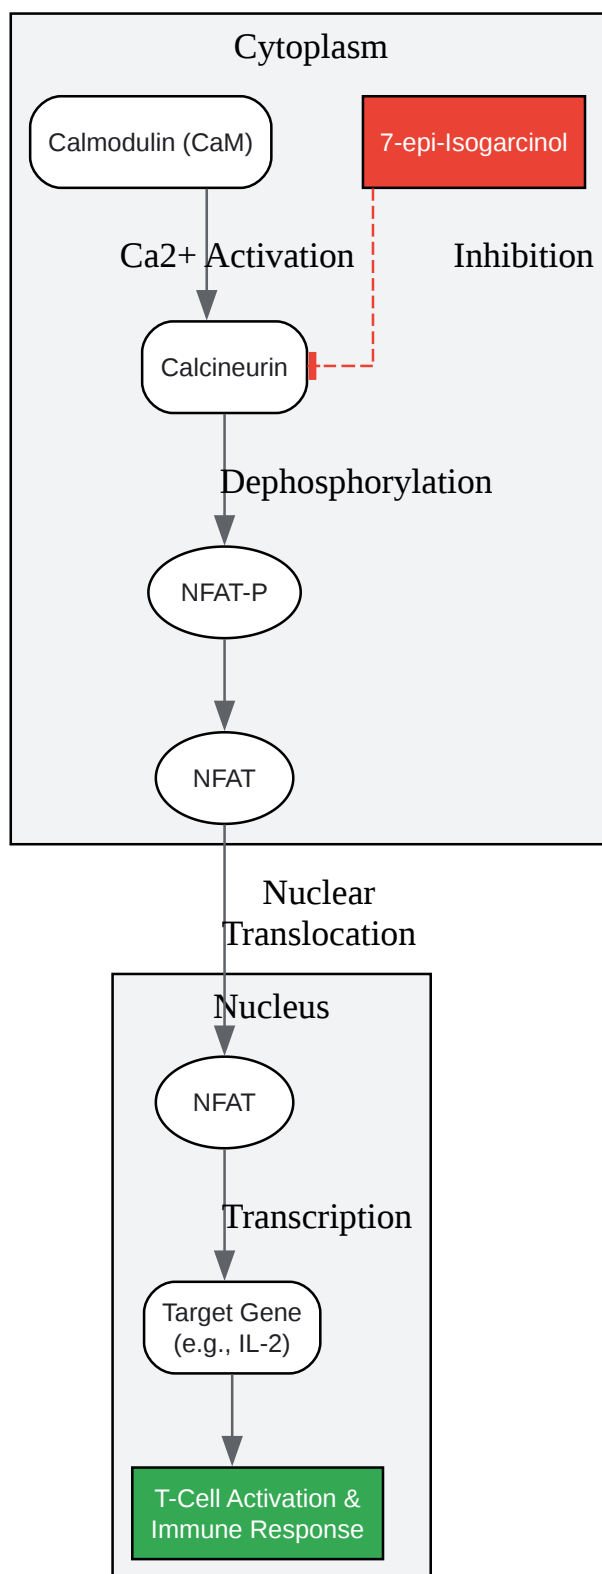 Cytoplasm
Calmodulin (CaM)
7-epi-Isogarcinol
Ca2+ Activation
Inhibition
Calcineurin
Dephosphorylation
NFAT-P
NFAT
Nuclear
Translocation
Nucleus
NFAT
Transcription
Target Gene
(e.g., IL-2)
T-Cell Activation &
Immune Response